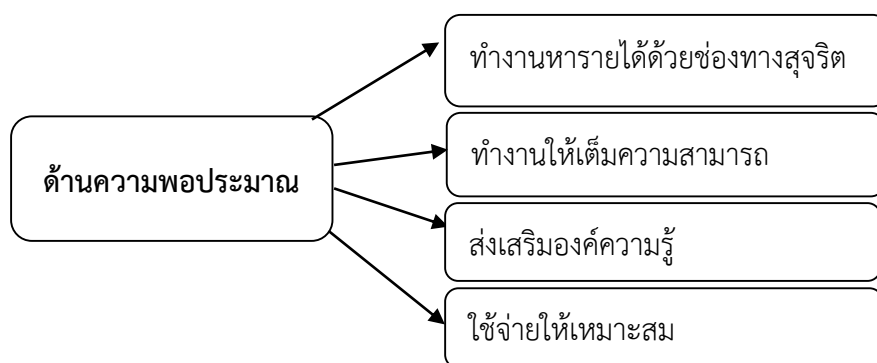 ด้านความพอประมาณ
ทำงานหารายได้ด้วยช่องทางสุจริต
ทำงานให้เต็มความสามารถ
ส่งเสริมองค์ความรู้
ใช้จ่ายให้เหมาะสม